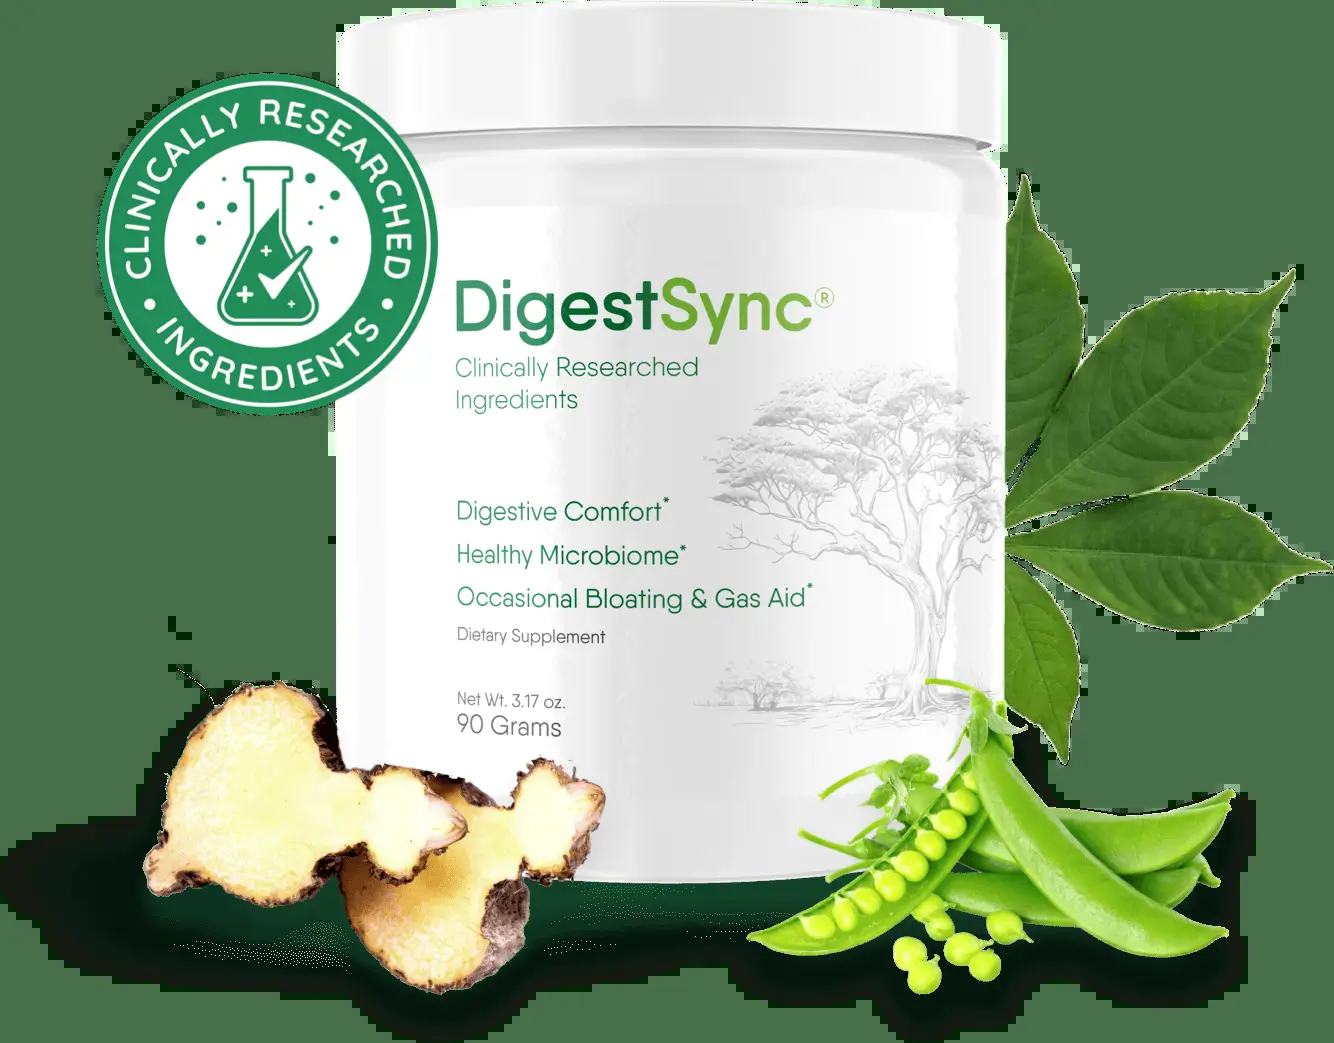 CLINICALLY RESEARCHED
INGREDIENTS
DigestSync®
Clinically Researched
Ingredients
Digestive Comfort*
Healthy Microbiome*
Occasional Bloating & Gas Aid*
Dietary Supplement
Net Wt. 3.17 oz.
90 Grams